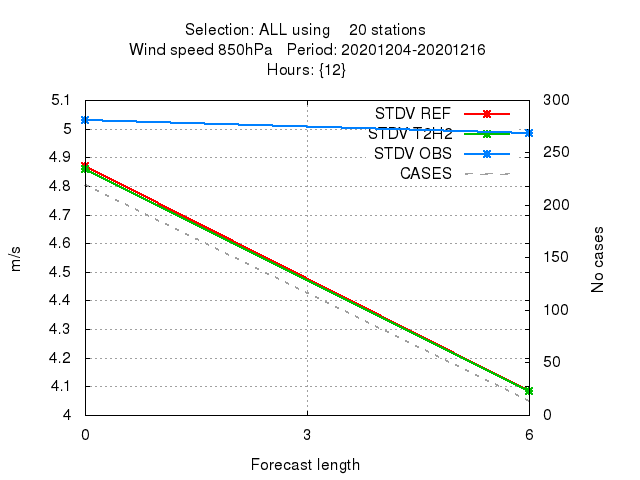 Selection: ALL using 20 stations
Wind speed 850hPa Period: 20201204-20201216
Hours: {12}
5.1
5
4.9
4.8
4.7
4.6
4.5
4.4
4.3
4.2
4.1
4
300
250
200
150
100
50
0
STDV REF
STDV T2H2
STDV OBS
CASES
m/s
No cases
0 3 6
Forecast length